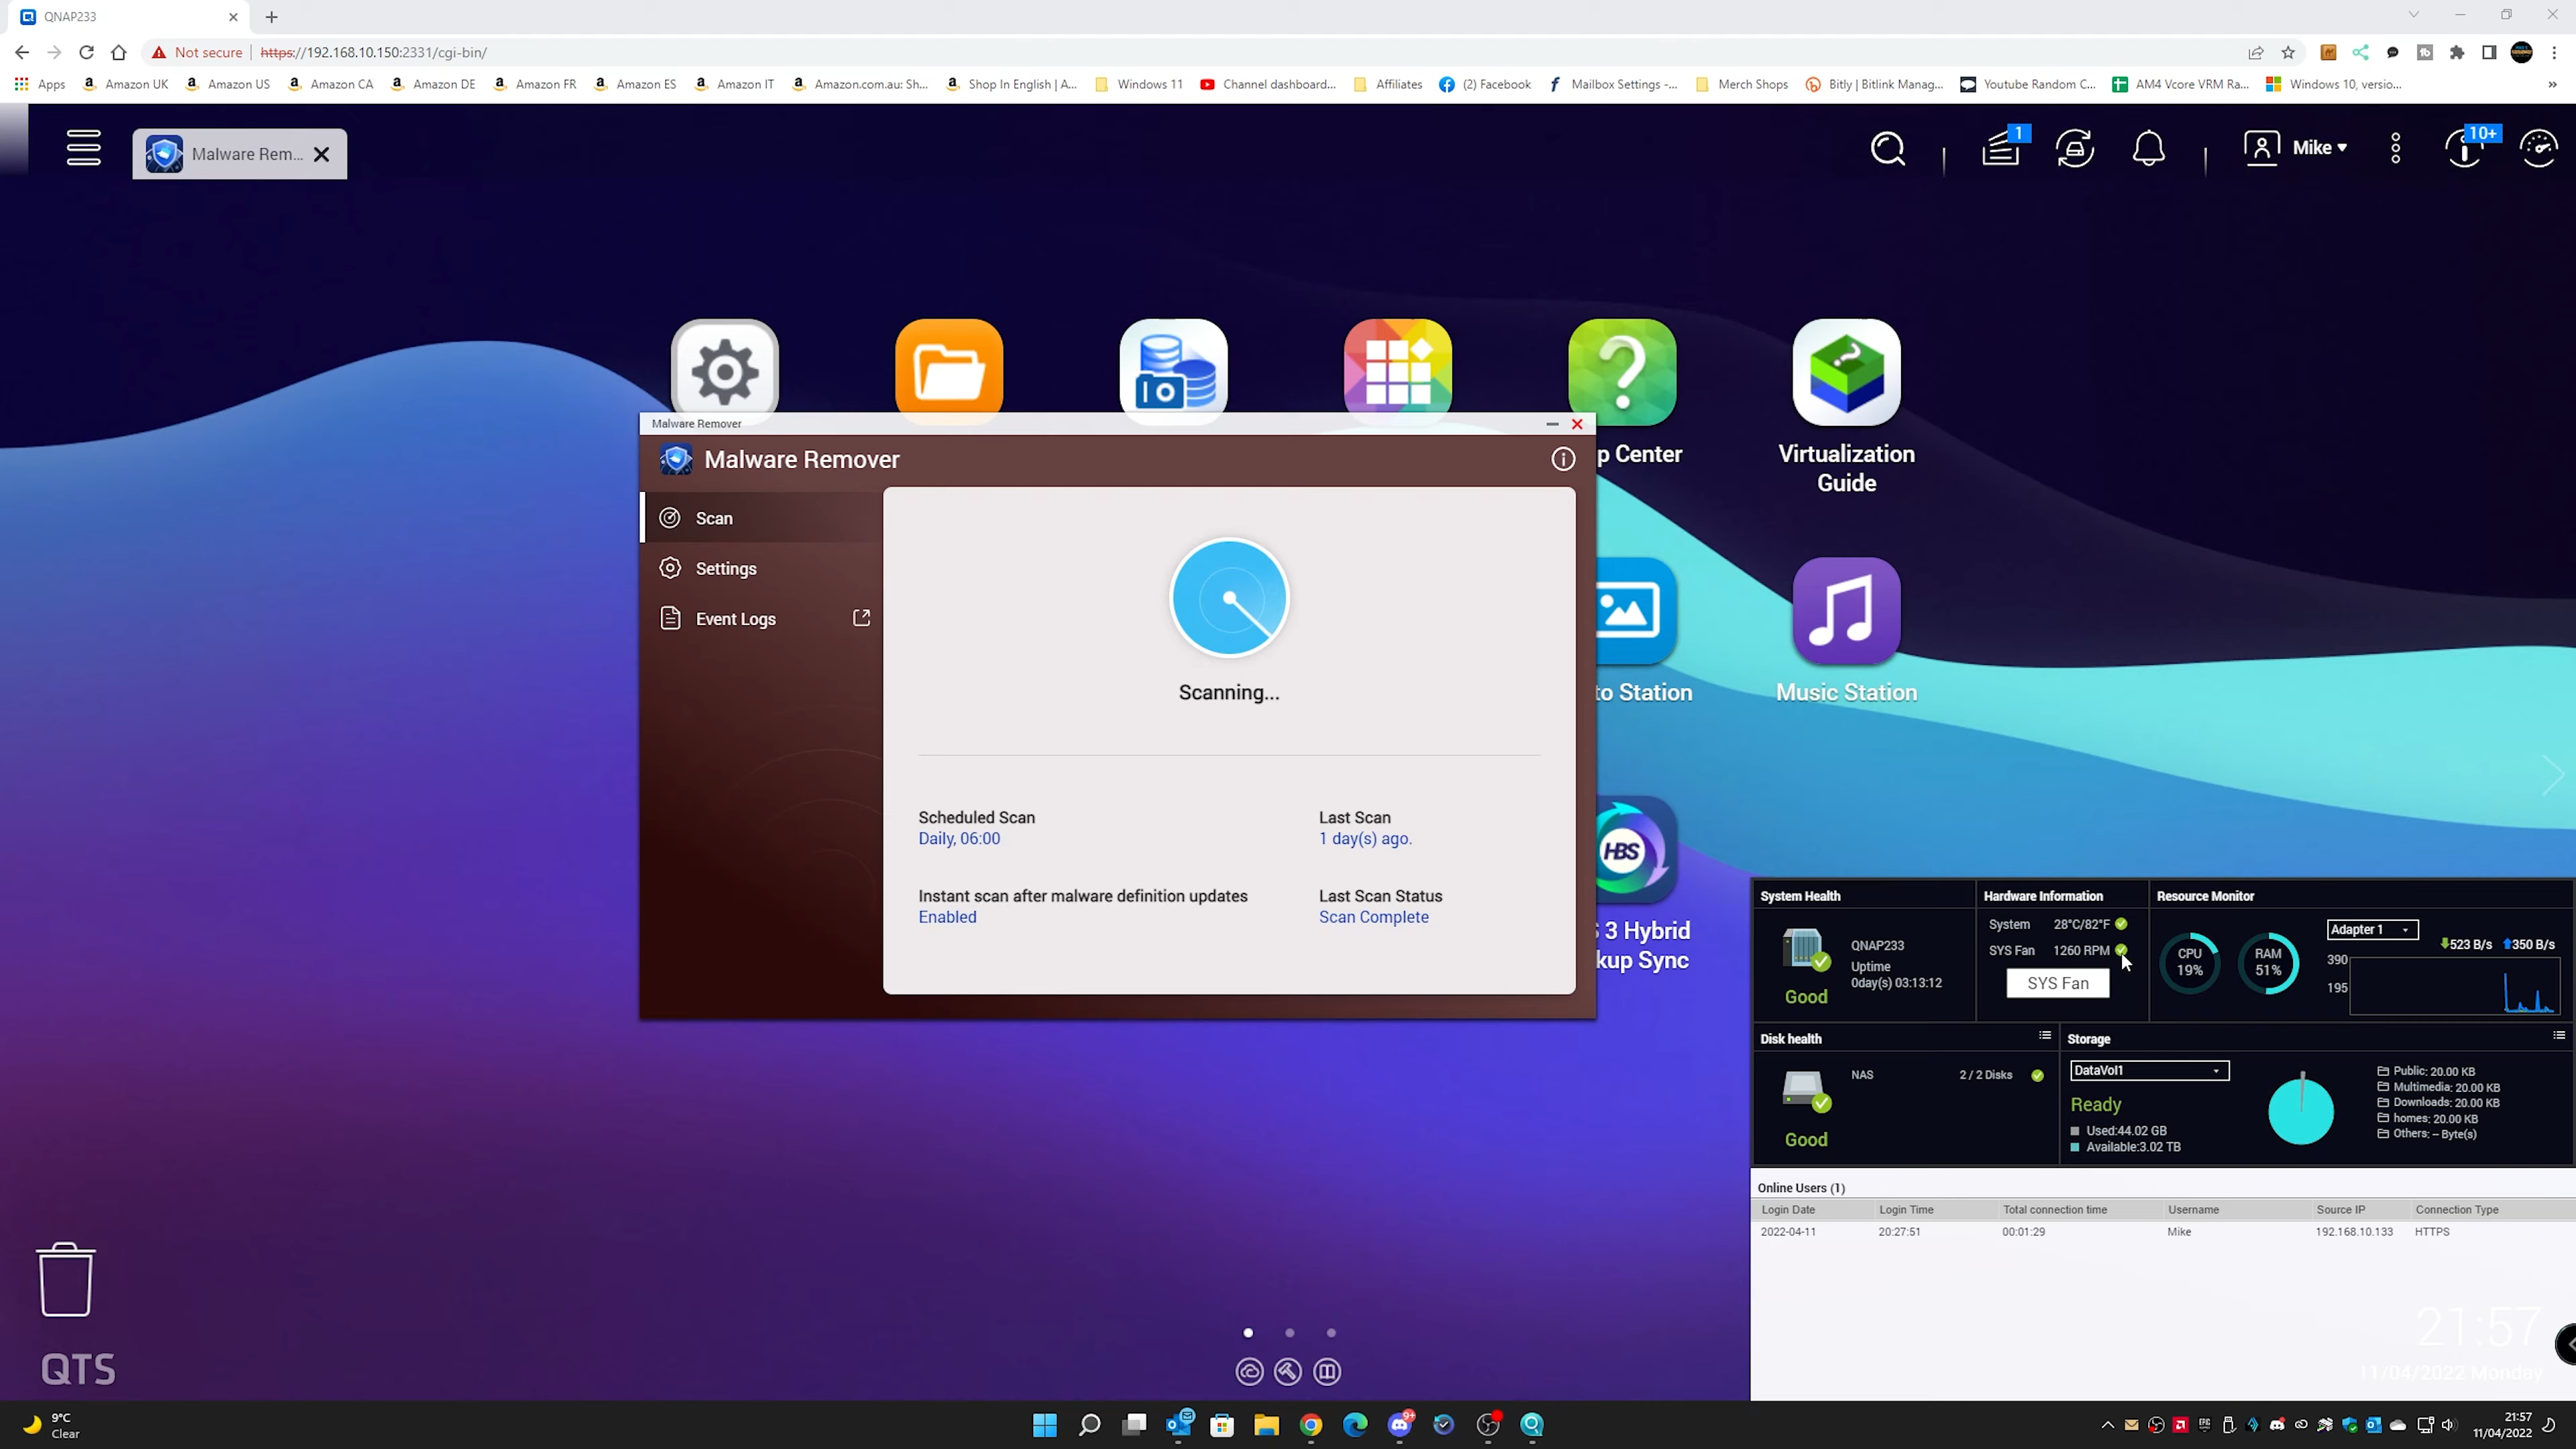 QNAP233
Not secure https://192.168.10.150:2331/cgi-bin/
Apps Amazon UK Amazon US Amazon CA Amazon DE Amazon FR Amazon ES Amazon IT Amazon.com.au: Sh... Shop In English | A... Windows 11 Channel dashboard... Affiliates (2) Facebook Mailbox Settings -... Merch Shops Bitly | Bitlink Manag... Youtube Random C... AM4 Vcore VRM Ra... Windows 10, versio... »
Malware Rem...
1
Mike
10+
Malware Remover
Malware Remover
Scan
Settings
Event Logs
Scanning...
Scheduled Scan
Daily, 06:00
Last Scan
1 day(s) ago.
Instant scan after malware definition updates
Enabled
Last Scan Status
Scan Complete
p Center
Virtualization
Guide
to Station
Music Station
HBS
3 Hybrid
kup Sync
System Health
QNAP233
Uptime
0day(s) 03:13:12
Good
Hardware Information
System 28°C/82°F
SYS Fan 1260 RPM
SYS Fan
Resource Monitor
CPU
19%
RAM
51%
Adapter 1
523 B/s 350 B/s
390
195
Disk health
NAS 2 / 2 Disks
Good
Storage
DataVol1
Ready
Used:44.02 GB
Available:3.02 TB
Public: 20.00 KB
Multimedia: 20.00 KB
Downloads: 20.00 KB
homes: 20.00 KB
Others: -- Byte(s)
Online Users (1)
Login Date Login Time Total connection time Username Source IP Connection Type
2022-04-11 20:27:51 00:01:29 Mike 192.168.10.133 HTTPS
21:57
11/04/2022 Monday
QTS
9°C
Clear
9+
21:57
11/04/2022